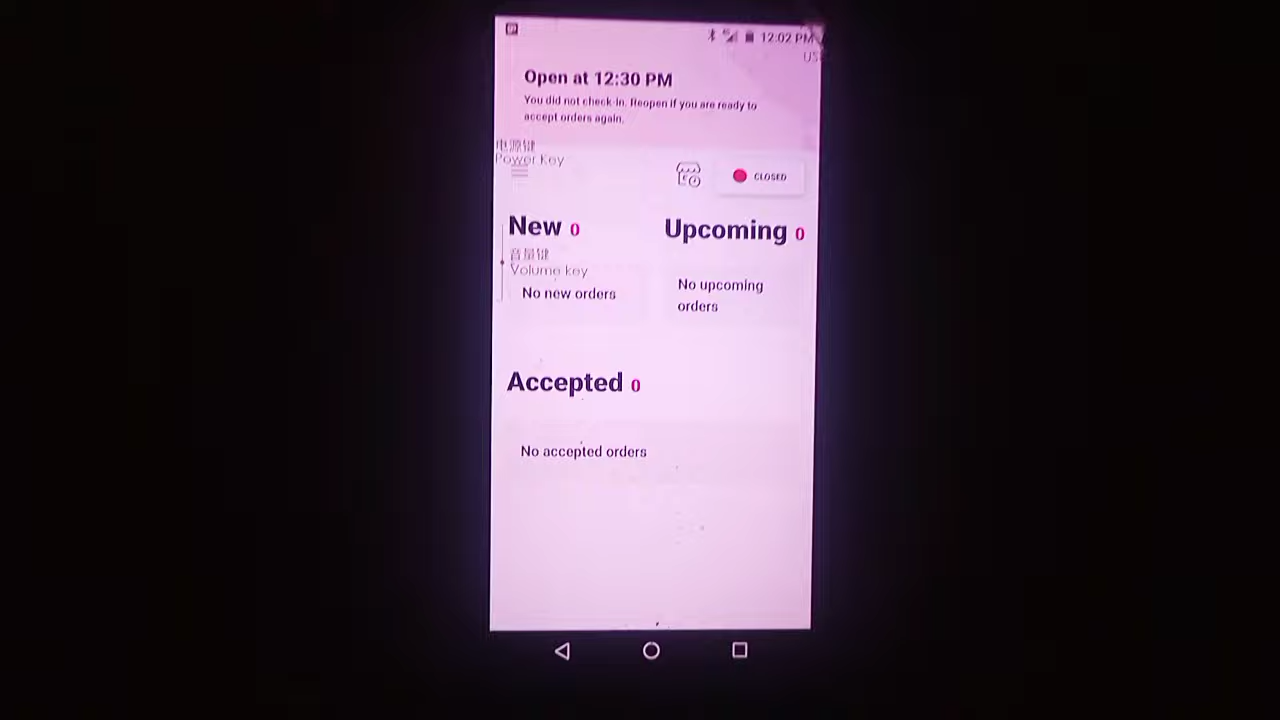 12:02 PM
US
Open at 12:30 PM
You did not check-in. Reopen if you are ready to
accept orders again.
电源键
Power Key
CLOSED
New 0
Upcoming 0
音量键
Volume key
No new orders
No upcoming
orders
Accepted 0
No accepted orders